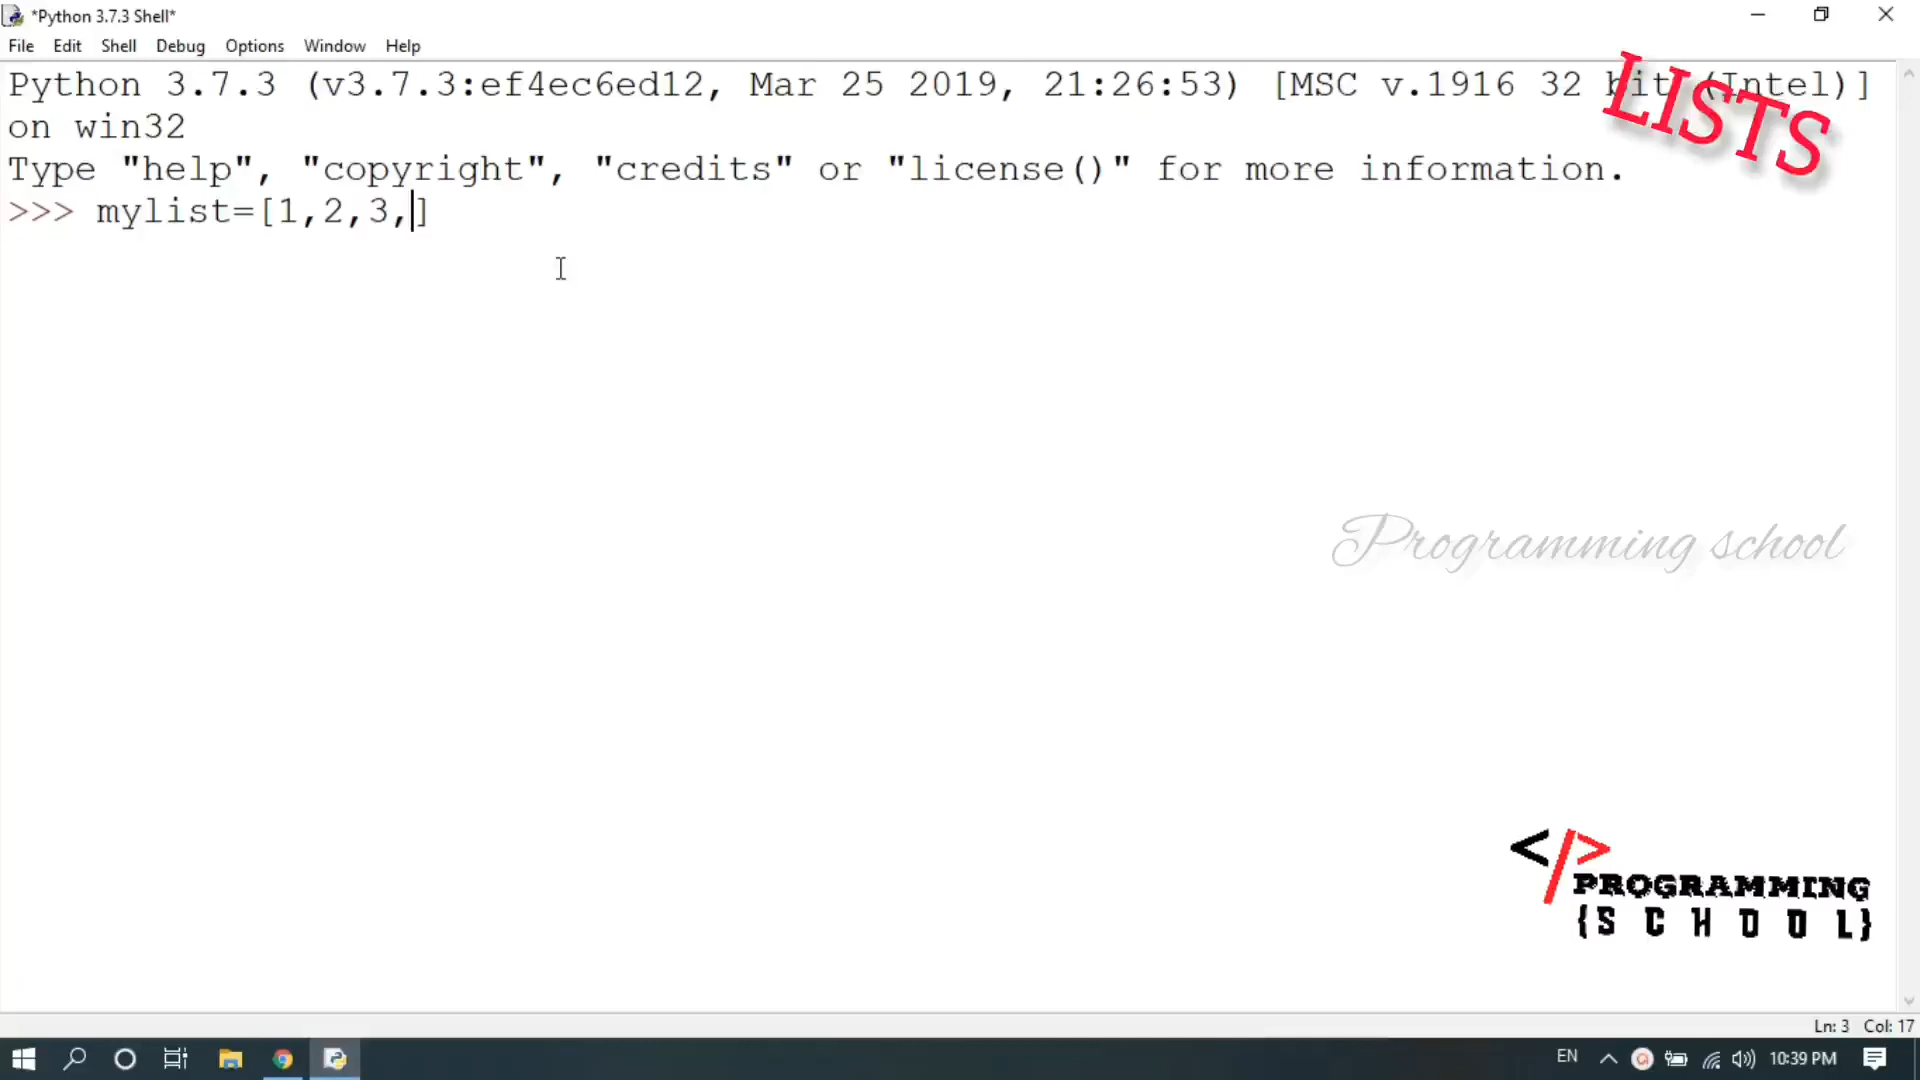 *Python 3.7.3 Shell*
File Edit Shell Debug Options Window Help
Python 3.7.3 (v3.7.3:ef4ec6ed12, Mar 25 2019, 21:26:53) [MSC v.1916 32 bit (Intel)]
on win32
Type "help", "copyright", "credits" or "license()" for more information.
>>> mylist=[1,2,3,]
LISTS
Programming school
</>
PROGRAMMING
{SCHOOL}
Ln: 3 Col: 17
EN 10:39 PM